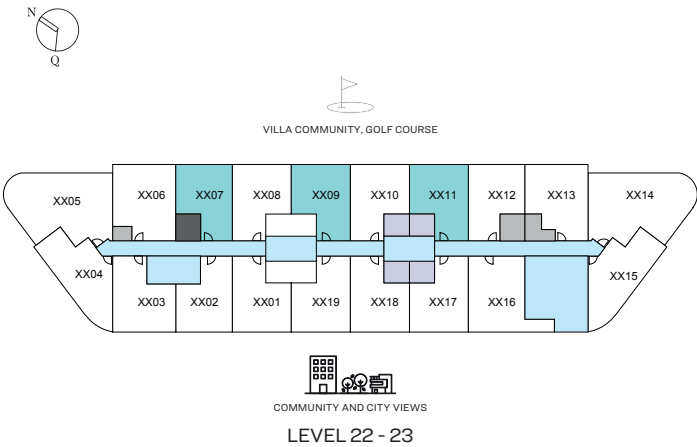 N
Q
VILLA COMMUNITY, GOLF COURSE
XX05
XX06
XX07
XX08
XX09
XX10
XX11
XX12
XX13
XX14
XX04
XX15
XX03
XX02
XX01
XX19
XX18
XX17
XX16
COMMUNITY AND CITY VIEWS
LEVEL 22 - 23